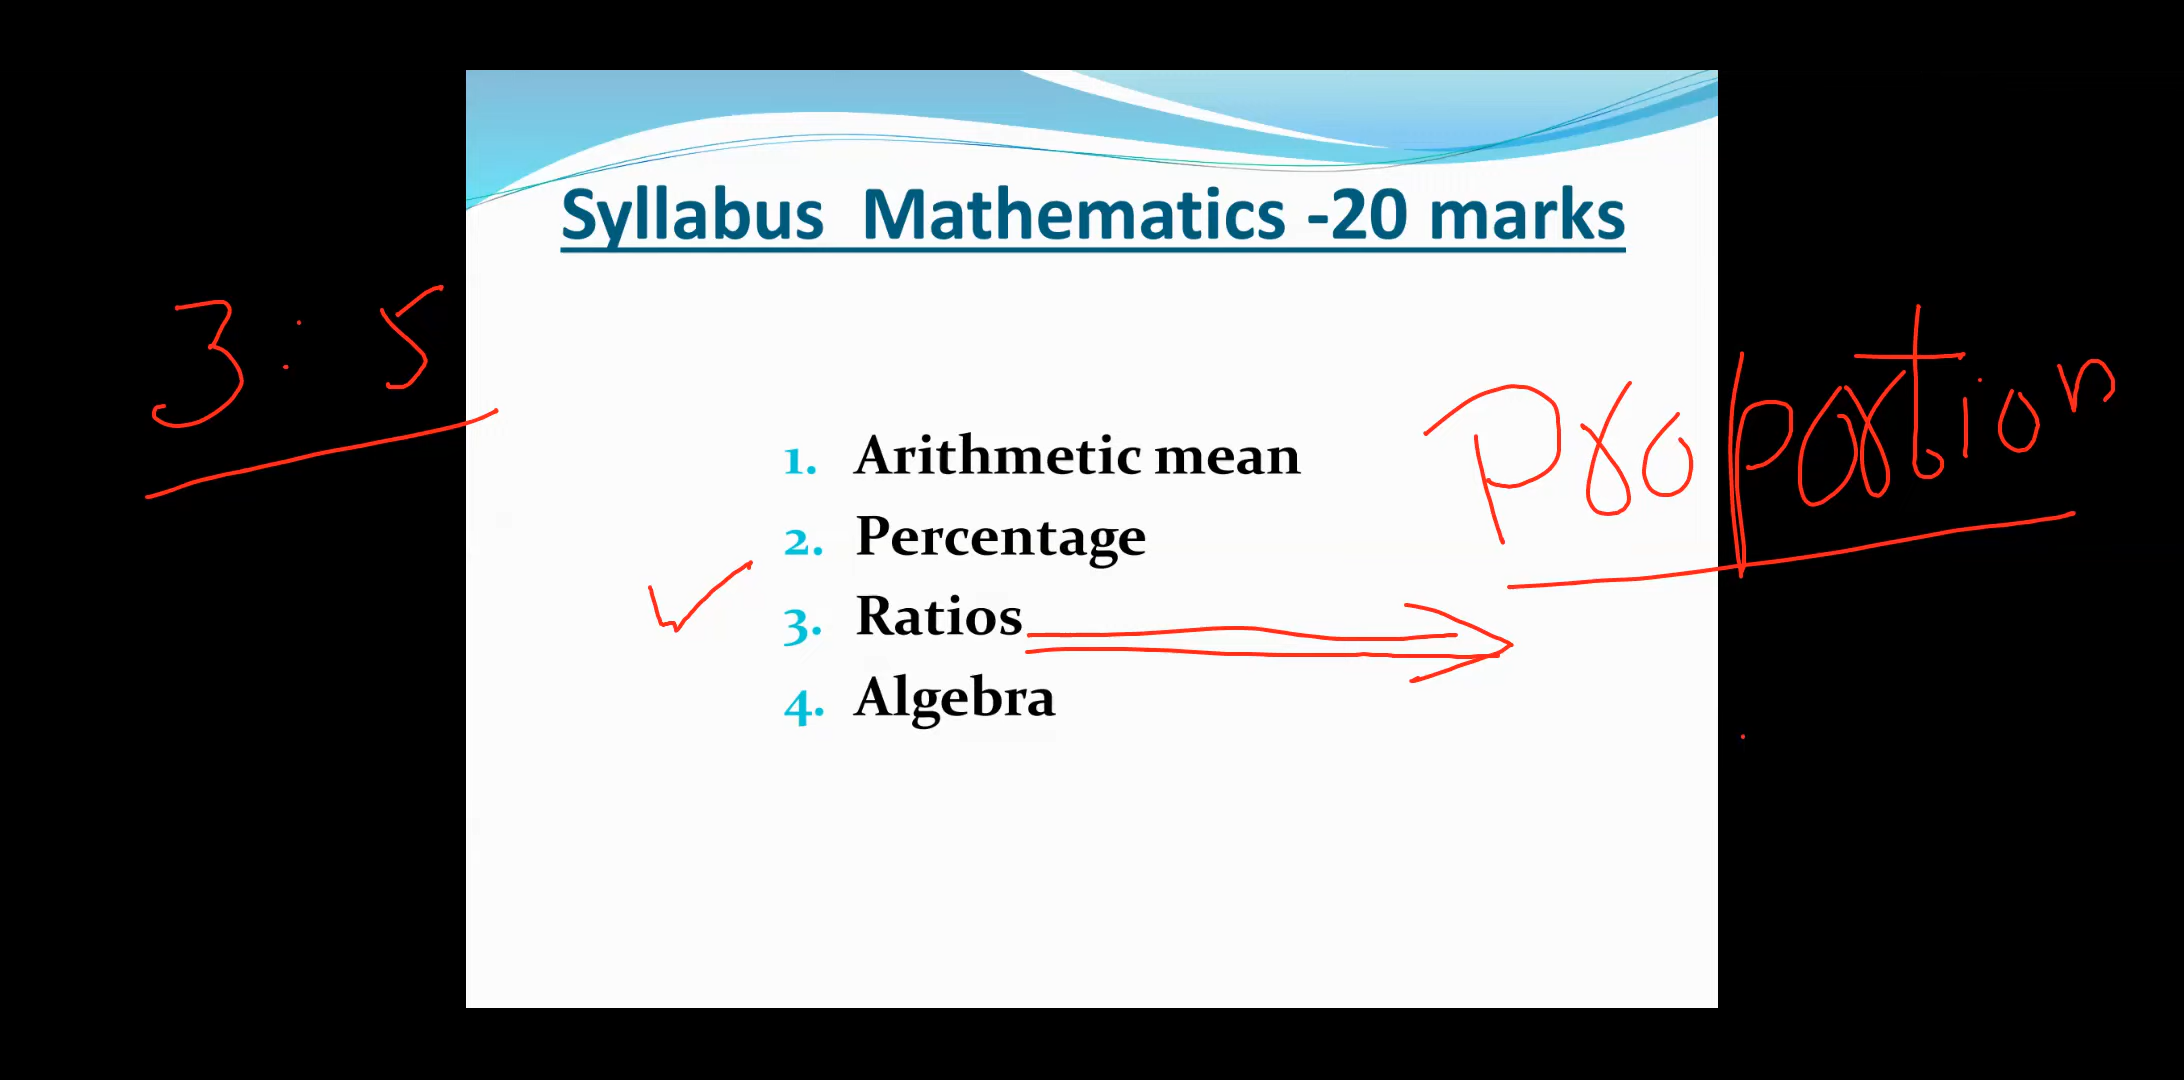 Syllabus Mathematics -20 marks
3 : 5
1. Arithmetic mean
Proportion
2. Percentage
3. Ratios
4. Algebra